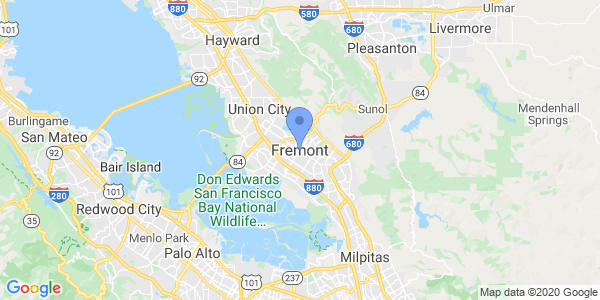 580
Ulmar
101
880
580
Livermore
Hayward
680
Pleasanton
92
84
Union City
Sunol
Mendenhall
Springs
Burlingame
San Mateo
92
101
680
Fremont
Bair Island
84
280
101
Don Edwards
San Francisco
Bay National
Wildlife...
880
Redwood City
35
Menlo Park
Palo Alto
Milpitas
101
237
Google
Map data ©2020 Google